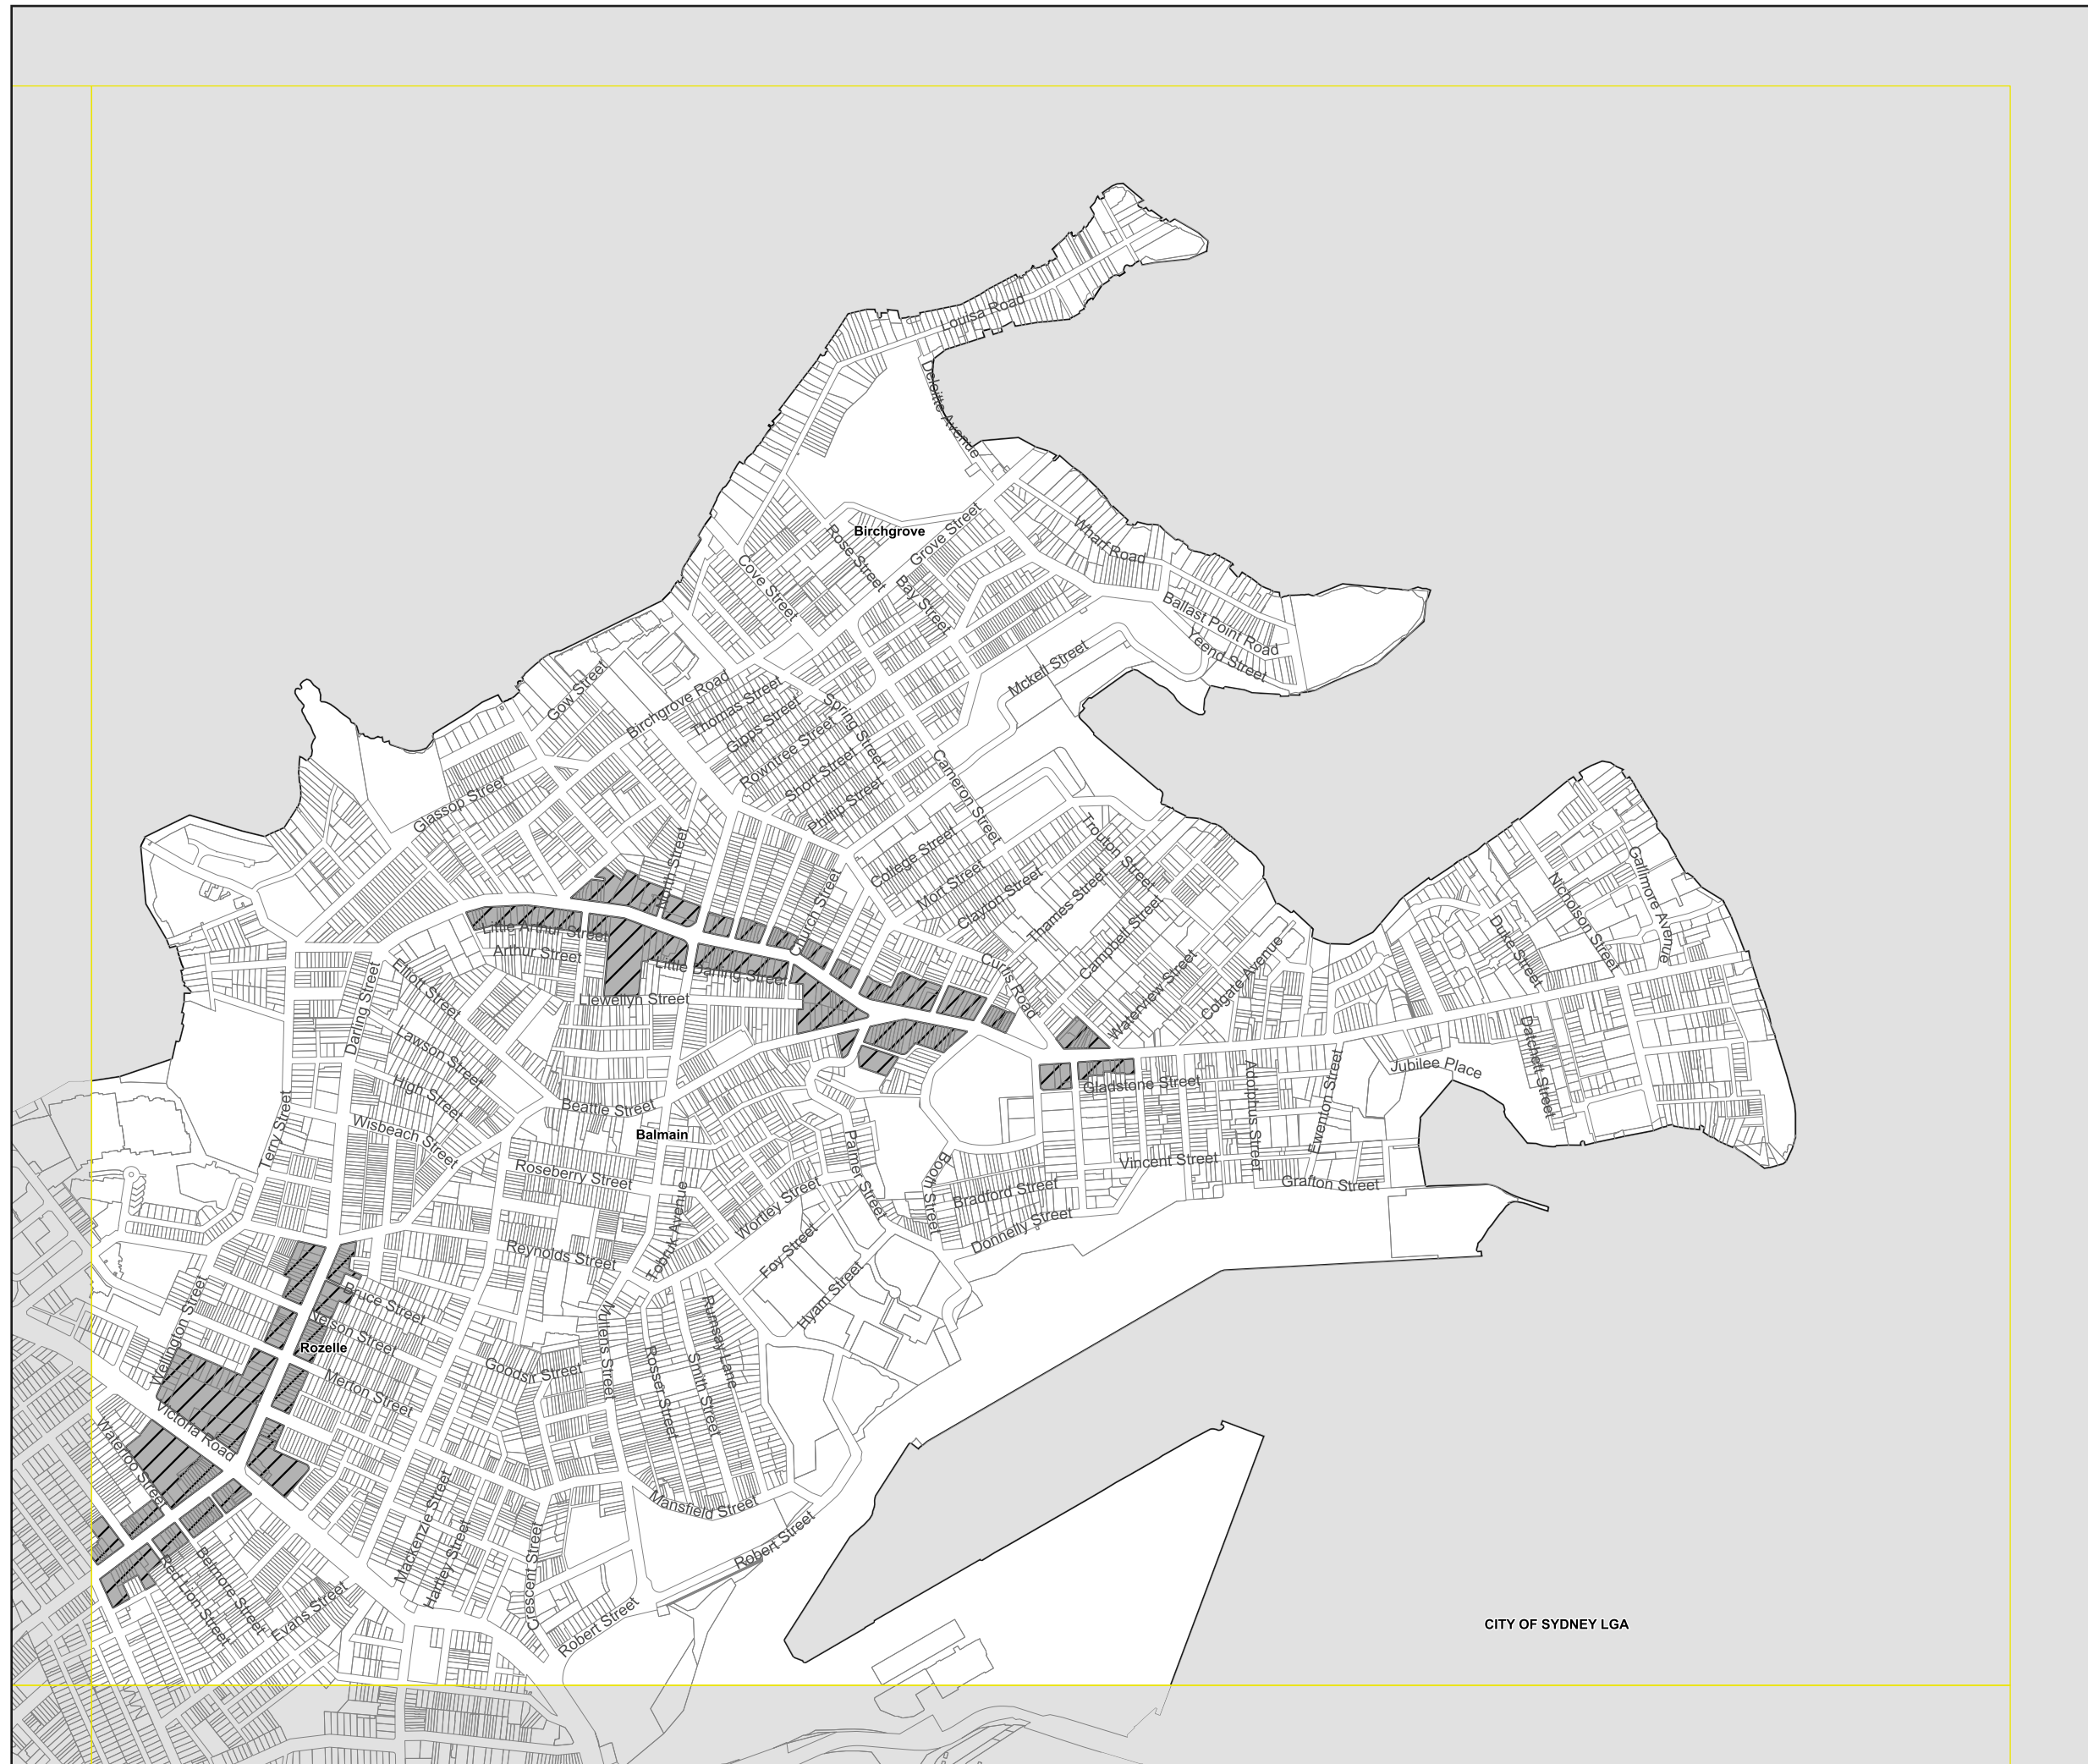 Louisa Road
Deloitte Avenue
Birchgrove
Rose Street
Grove Street
Wharf Road
Cove Street
Bay Street
Ballast Point Road
Yeend Street
Mckell Street
Gow Street
Birchgrove Road
Thomas Street
Gipps Street
Spring Street
Rowntree Street
Short Street
Phillip Street
Cameron Street
Glassop Street
College Street
Mort Street
Clayton Street
Trouton Street
Thames Street
Campbell Street
Gallimore Avenue
Nicholson Street
Duke Street
North Street
Church Street
Little Arthur Street
Arthur Street
Little Darling Street
Llewellyn Street
Curtis Road
Waterview Street
Colgate Avenue
Elliott Street
Darling Street
Lawson Street
High Street
Wisbeach Street
Terry Street
Beattie Street
Balmain
Gladstone Street
Adolphus Street
Ewenton Street
Jubilee Place
Datchett Street
Vincent Street
Grafton Street
Roseberry Street
Palmer Street
Booth Street
Bradford Street
Donnelly Street
Wortley Street
Tobruk Avenue
Reynolds Street
Foy Street
Hyam Street
Wellington Street
Bruce Street
Nelson Street
Rozelle
Merton Street
Goodsir Street
Mullens Street
Rosser Street
Smith Street
Rumsay Lane
Victoria Road
Waterloo Street
Mansfield Street
Robert Street
Mackenzie Street
Hartley Street
Crescent Street
Robert Street
Red Lion Street
Belmore Street
Evans Street
CITY OF SYDNEY LGA